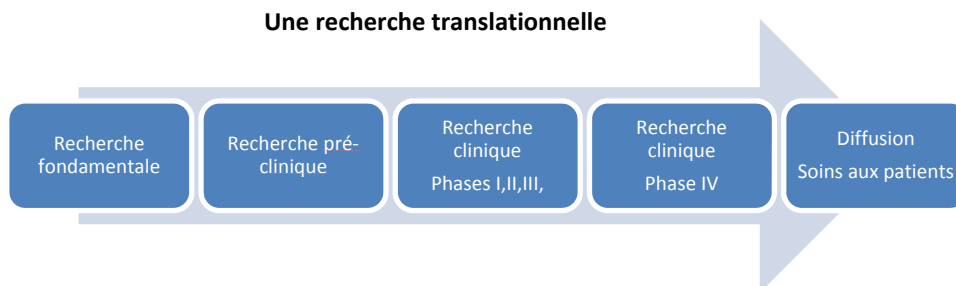 Une recherche translationnelle
Recherche
fondamentale
Recherche pré-
clinique
Recherche
clinique
Phases I,II,III,
Recherche
clinique
Phase IV
Diffusion
Soins aux patients